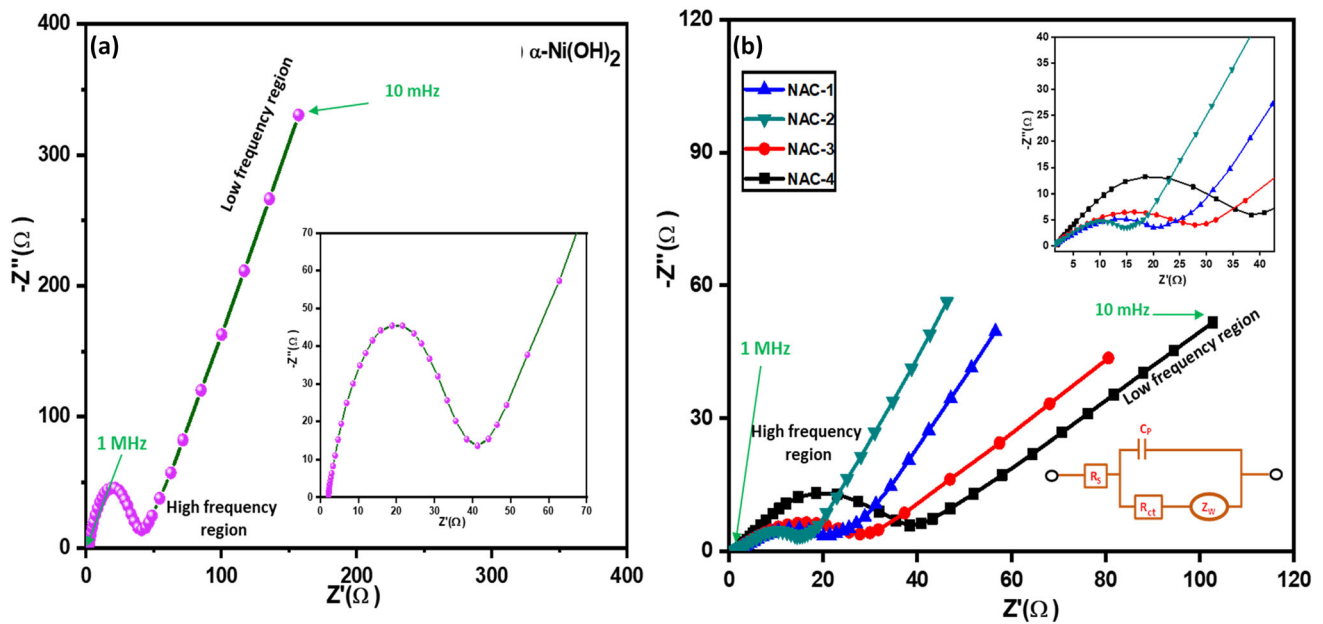 (a)
) α-Ni(OH)2
400
300
200
100
0
-Z''(Ω)
0
100
200
300
400
Z'(Ω)
10 mHz
Low frequency region
1 MHz
High frequency
region
70
60
50
40
30
20
10
0
-Z''(Ω)
0
10
20
30
40
50
60
70
Z'(Ω)
(b)
120
90
60
30
0
-Z''(Ω)
0
20
40
60
80
100
120
Z'(Ω)
NAC-1
NAC-2
NAC-3
NAC-4
40
35
30
25
20
15
10
5
0
-Z''(Ω)
5
10
15
20
25
30
35
40
Z'(Ω)
10 mHz
1 MHz
Low frequency region
High frequency
region
CP
Rs
Rct
ZW